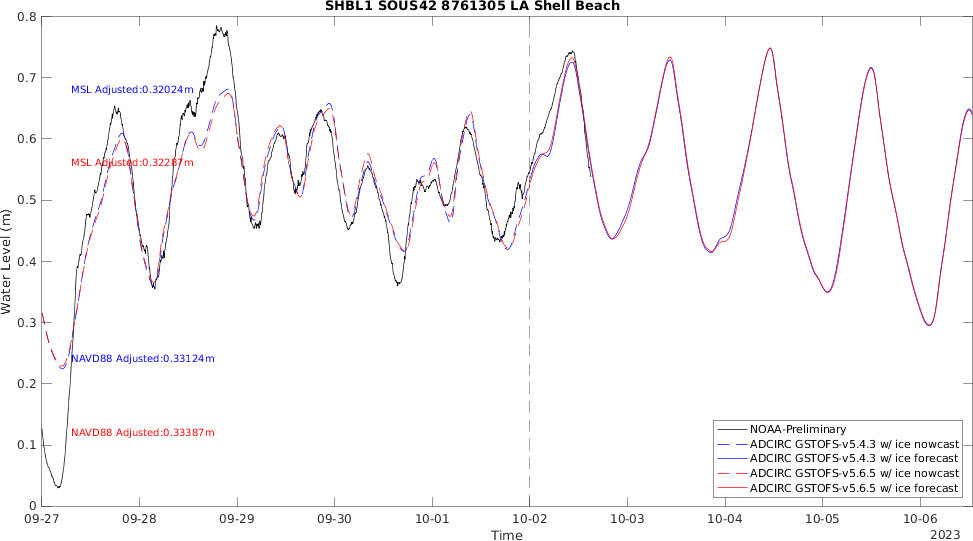 SHBL1 SOUS42 8761305 LA Shell Beach
0.8
0.7
0.6
0.5
0.4
0.3
0.2
0.1
0
Water Level (m)
MSL Adjusted:0.32024m
MSL Adjusted:0.32287m
NAVD88 Adjusted:0.33124m
NAVD88 Adjusted:0.33387m
NOAA-Preliminary
ADCIRC GSTOFS-v5.4.3 w/ ice nowcast
ADCIRC GSTOFS-v5.4.3 w/ ice forecast
ADCIRC GSTOFS-v5.6.5 w/ ice nowcast
ADCIRC GSTOFS-v5.6.5 w/ ice forecast
09-27 09-28 09-29 09-30 10-01 10-02 10-03 10-04 10-05 10-06
Time
2023